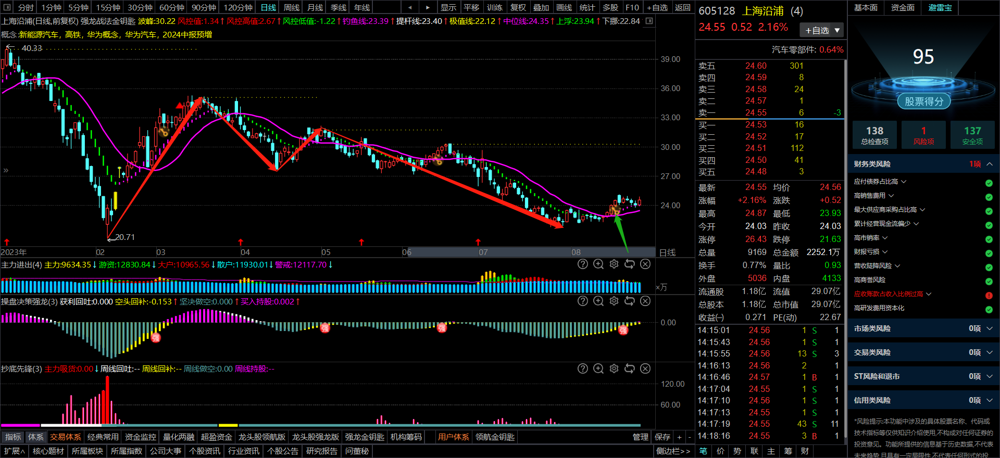 分时 1分钟 5分钟 15分钟 30分钟 60分钟 90分钟 120分钟 日线 周线 月线 季线 年线 显示 平移 训练 复权 叠加 画线 统计 多股 F10 +自选 返回
上海沿浦(日线,前复权) 强龙战法金钥匙 波峰:30.22 风控值:1.34↑ 风控高值:2.67↑ 风控低值:-1.22↑ 钓鱼线:23.39↑ 提杆线:23.40↑ 极值线:22.12↑ 中位线:24.35↑ 上浮:23.94↑ 下挪:22.84
概念:新能源汽车，高铁，华为概念，华为汽车，2024中报预增
40.33
39.00
36.00
33.00
30.00
27.00
24.00
20.71
2023年 02 03 04 05 06 07 08 日线
主力进出(4) 主力:9634.35↓ 游资:12830.84↓ 大户:10965.56↓ 散户:11930.01↓ 警戒:12117.70↓
×万
操盘决策强龙(3) 获利回吐:0.000 空头回补:-0.153↑ 坚决做空:0.000↑ 买入持股:0.002↑
0.00
强 强 强 强
抄底先锋(3) 主力吸货:0.00↓ 周线回吐:-- 周线回补:-- 周线做空:0.00 周线持股:--
120.00
60.00
指标 体系 交易体系 经典常用 资金监控 量化两融 超盈资金 龙头股领航版 龙头股强龙版 强龙金钥匙 机构筹码 用户体系 领航金钥匙 管理 保存 + -
扩展∧ 核心题材 所属板块 所属指数 公司大事 个股资讯 行业资讯 个股公告 研究报告 问董秘 侧边栏>>
605128 上海沿浦 (4)
24.55 0.52 2.16% +自选 ▼
汽车零部件: 0.64%
卖五 24.60 301
卖四 24.59 8
卖三 24.58 24
卖二 24.57 1
卖一 24.55 6 -3
买一 24.53 16
买二 24.52 17
买三 24.51 112
买四 24.50 41
买五 24.48 3
最新 24.55 均价 24.56
涨幅 +2.16% 涨跌 +0.52
最高 24.87 最低 23.93
今开 24.03 昨收 24.03
涨停 26.43 跌停 21.63
总量 9169 总金额 2252.1万
换手 0.77% 量比 0.93
外盘 5036 内盘 4133
流通股 1.18亿 流值 29.07亿
总股本 1.18亿 总市值 29.07亿
收益(一) 0.271 PE(动) 22.67
14:15:01 24.56 1 S 1
14:15:43 24.56 1 S 1
14:15:55 24.56 13 S 3
14:16:13 24.56 2 1
14:16:46 24.57 1 B 1
14:17:04 24.55 1 S 1
14:17:10 24.56 1 S 1
14:17:13 24.55 1 S 1
14:17:19 24.55 43 S 11
14:18:16 24.55 3 B 1
笔 价 势 联 主 筹 财
基本面 资金面 避雷宝
95
股票得分
138 1 137
总检查项 风险项 安全项
财务类风险 1项
应付债券占比高
高销售费用
最大供应商采购占比高
累计经营现金流偏少
高市销率
财报亏损
营收陡降风险
高商誉风险
应收账款占收入比例过高
高研发费用资本化
市场类风险 0项
交易类风险 0项
ST风险和退市 0项
信用类风险 0项
*风险提示:本功能中涉及的具体股票名称、代码或
技术指标等仅供知识介绍使用,不构成对任何证券的
投资意见。功能所提供的信息基于历史数据,不代表
未来趋势,且具有一定局限性,不代表任何形式的投